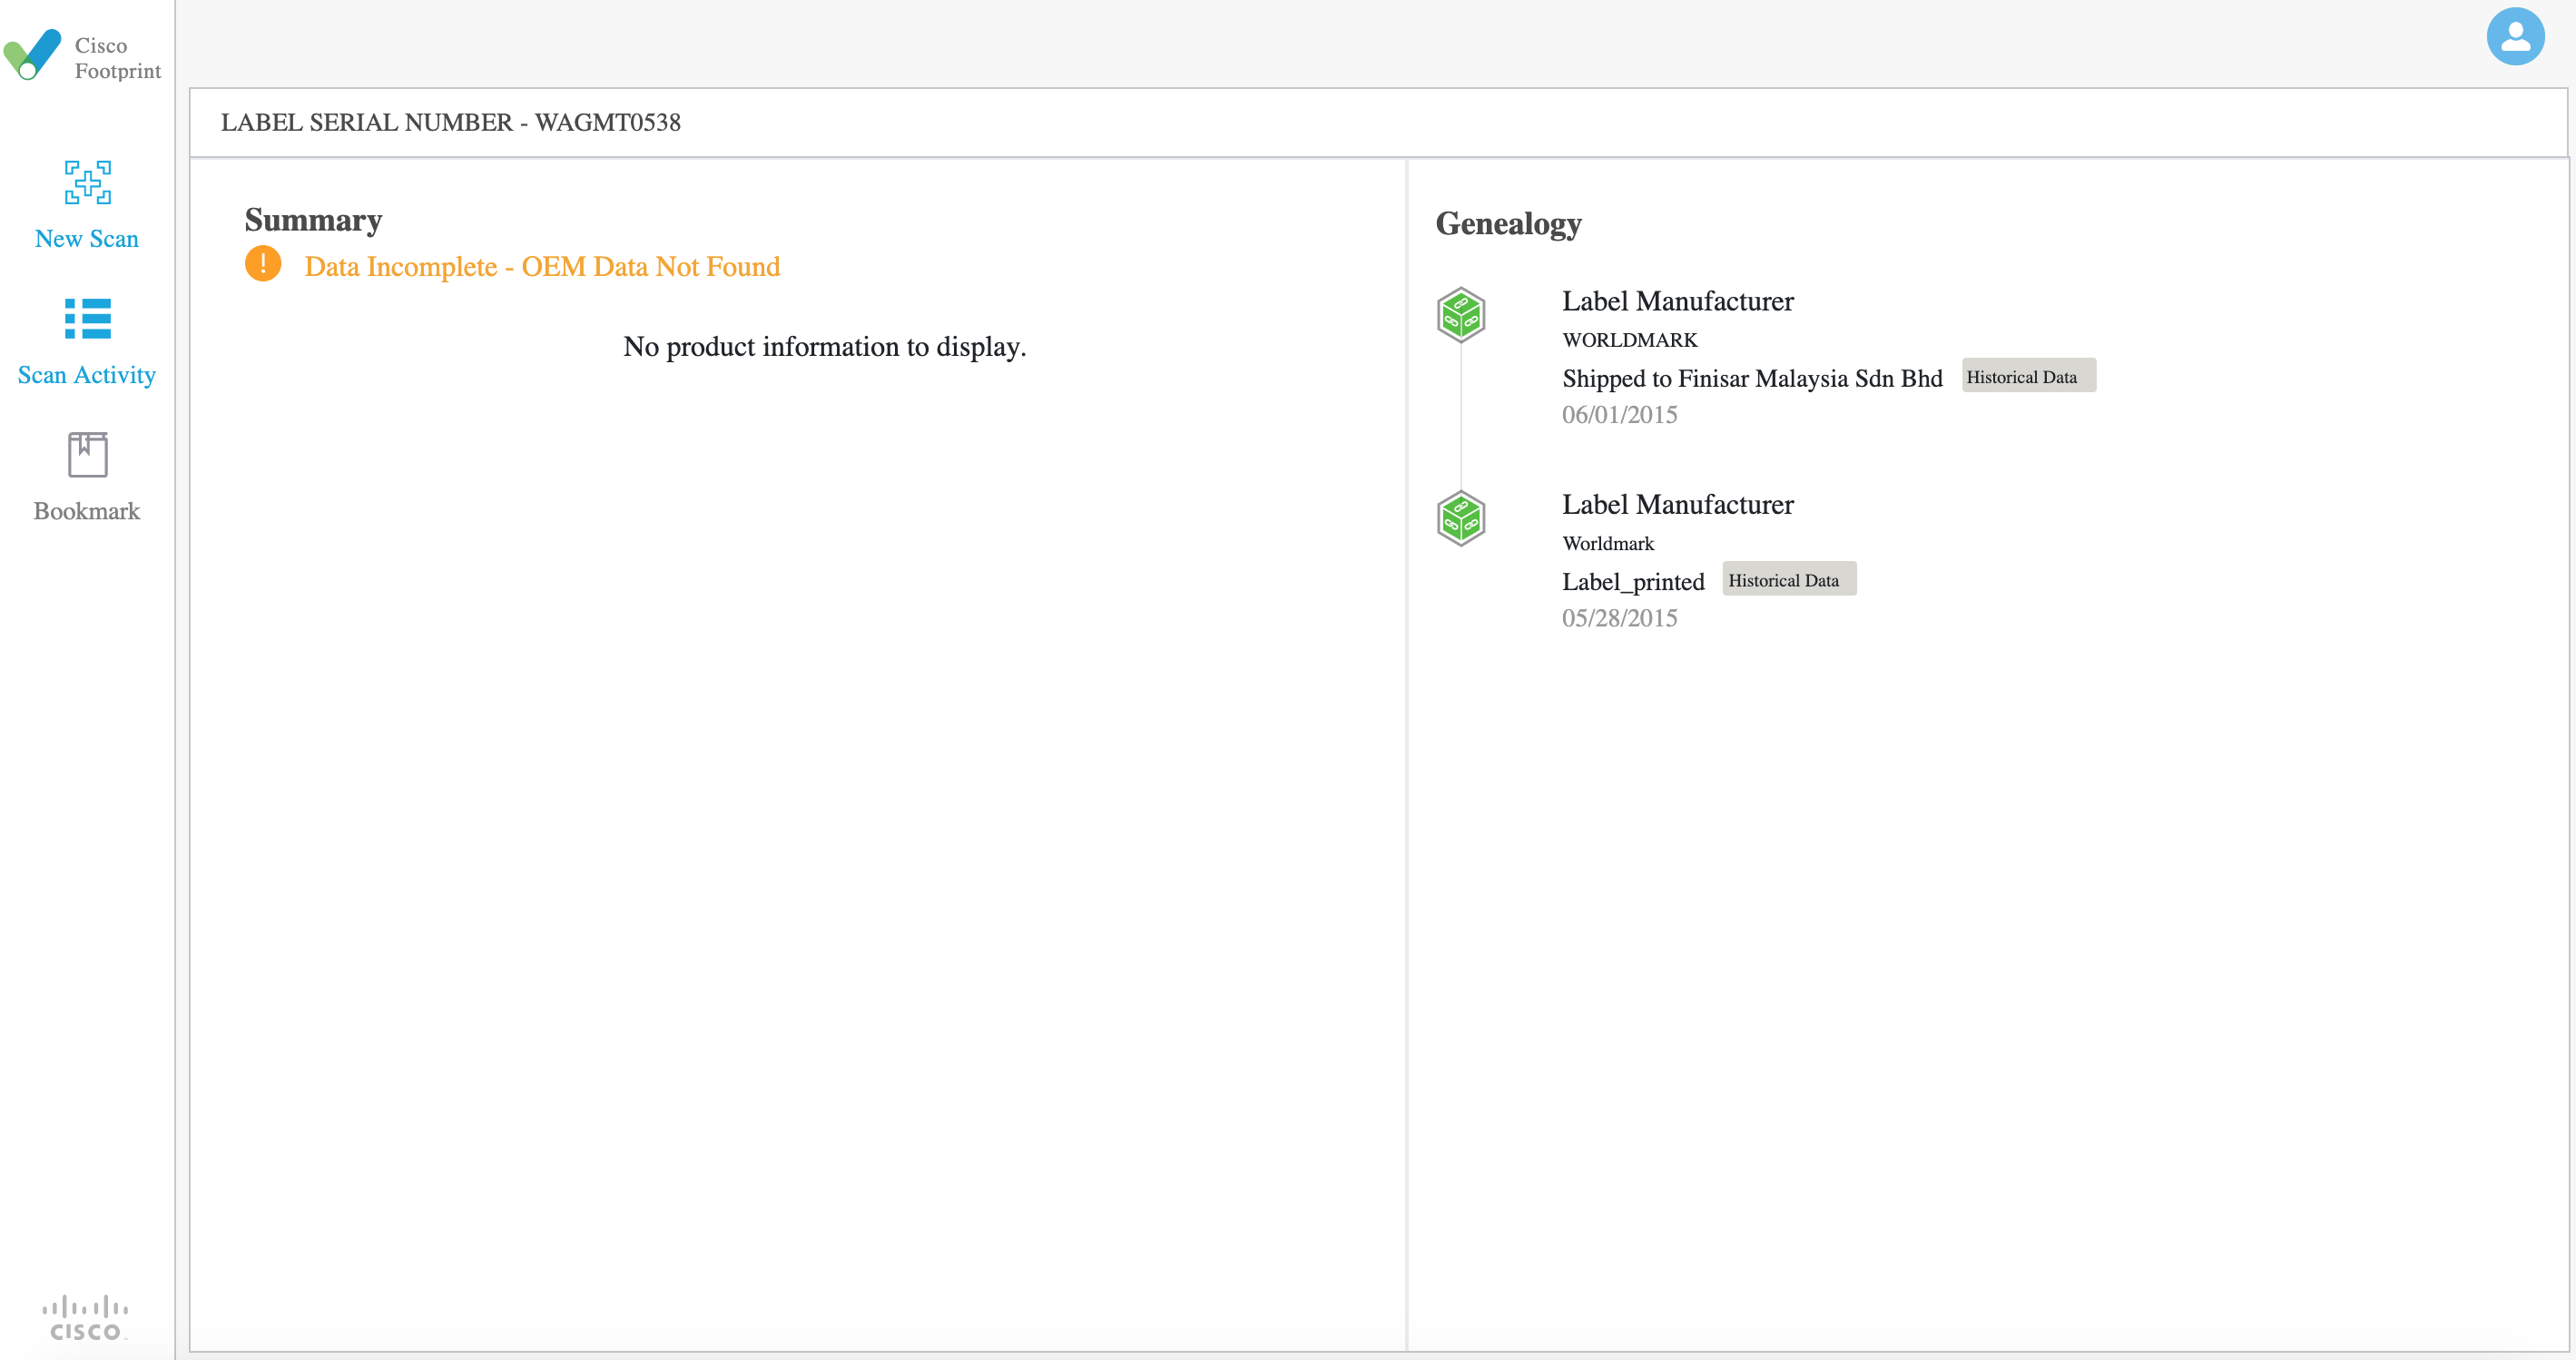 Cisco
Footprint
New Scan
Scan Activity
Bookmark
CISCO
LABEL SERIAL NUMBER - WAGMT0538
Summary
Data Incomplete - OEM Data Not Found
No product information to display.
Genealogy
Label Manufacturer
WORLDMARK
Shipped to Finisar Malaysia Sdn Bhd Historical Data
06/01/2015
Label Manufacturer
Worldmark
Label_printed Historical Data
05/28/2015